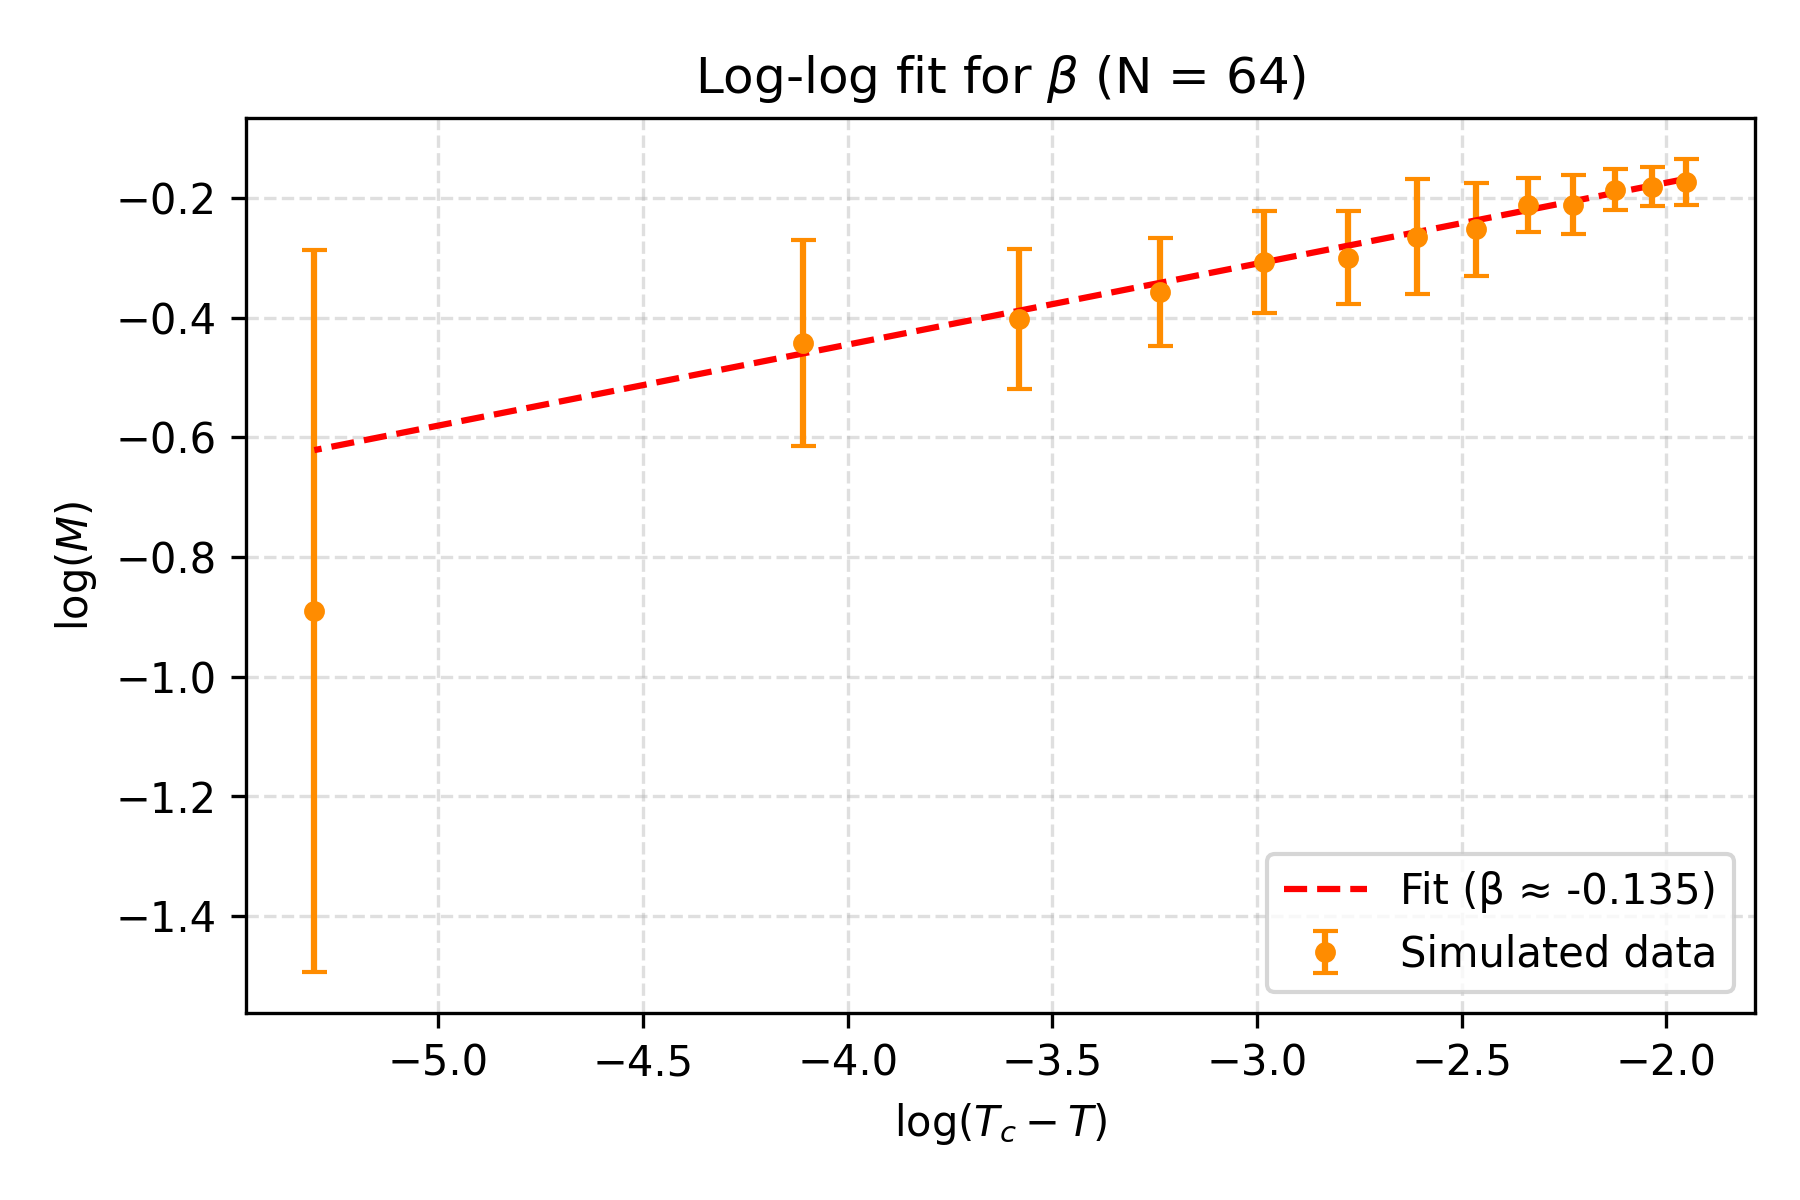 Log-log fit for β (N = 64)
−0.2
−0.4
−0.6
−0.8
−1.0
−1.2
−1.4
log(M)
Fit (β ≈ -0.135)
Simulated data
−5.0 −4.5 −4.0 −3.5 −3.0 −2.5 −2.0
log(T_c − T)